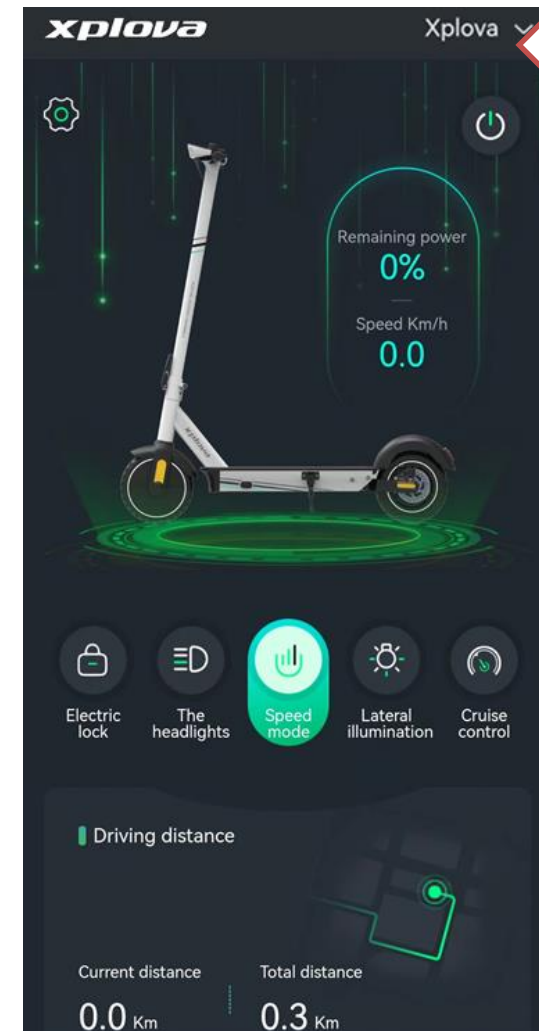 xplova
Xplova
Remaining power
0%
Speed Km/h
0.0
xplova
Electric
lock
The
headlights
Speed
mode
Lateral
illumination
Cruise
control
Driving distance
Current distance
Total distance
0.0 Km
0.3 Km